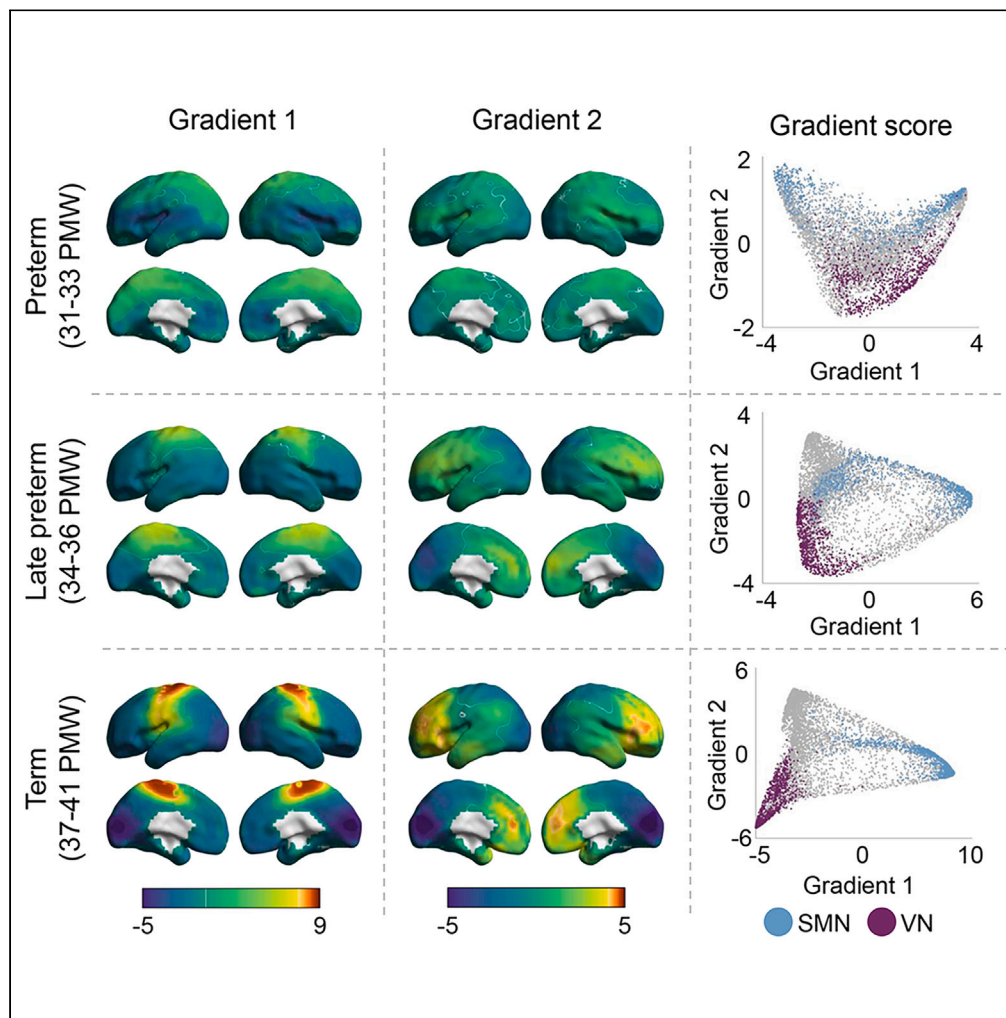 Gradient 1
Gradient 2
Gradient score
Preterm
(31-33 PMW)
2
0
-2
Gradient 2
-4
0
4
Gradient 1
Late preterm
(34-36 PMW)
4
0
-4
Gradient 2
-4
0
6
Gradient 1
Term
(37-41 PMW)
6
0
-6
Gradient 2
-5
0
10
Gradient 1
-5
9
-5
5
SMN
VN